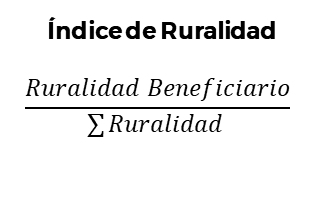 Índice de Ruralidad
Ruralidad Beneficiario
∑ Ruralidad